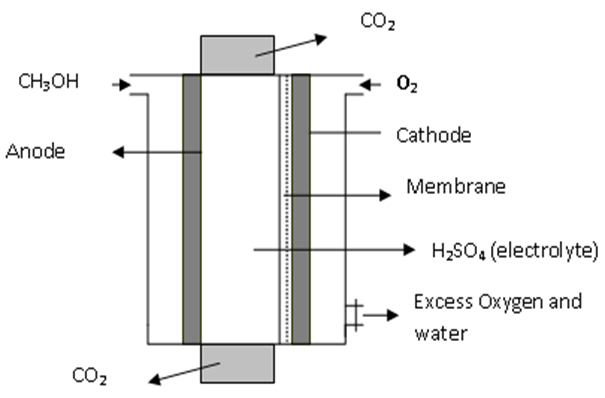 CO₂
CH₃OH
O₂
Anode
Cathode
Membrane
H₂SO₄ (electrolyte)
Excess Oxygen and
water
CO₂